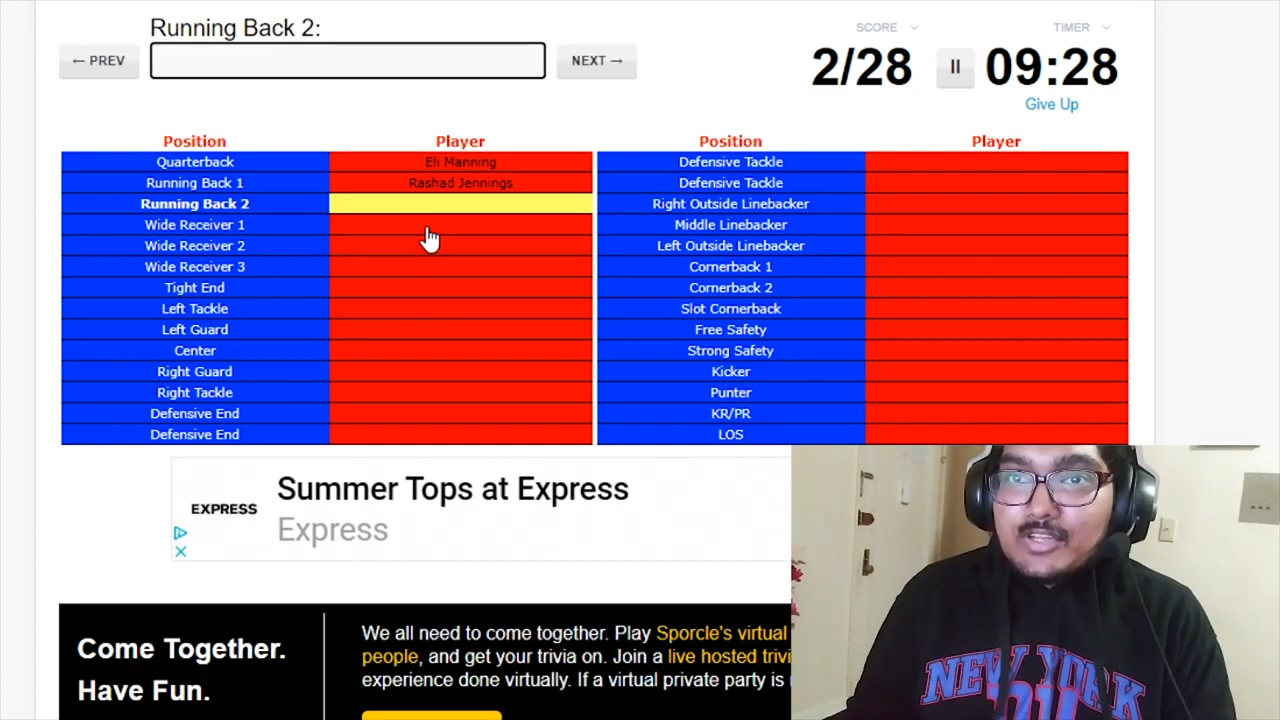 Running Back 2:
← PREV
NEXT →
SCORE
2/28
TIMER
09:28
Give Up
Position Player
Quarterback Eli Manning
Running Back 1 Rashad Jennings
Running Back 2
Wide Receiver 1
Wide Receiver 2
Wide Receiver 3
Tight End
Left Tackle
Left Guard
Center
Right Guard
Right Tackle
Defensive End
Defensive End
Position Player
Defensive Tackle
Defensive Tackle
Right Outside Linebacker
Middle Linebacker
Left Outside Linebacker
Cornerback 1
Cornerback 2
Slot Cornerback
Free Safety
Strong Safety
Kicker
Punter
KR/PR
LOS
EXPRESS
Summer Tops at Express
Express
Come Together.
Have Fun.
We all need to come together. Play Sporcle's virtual
people, and get your trivia on. Join a live hosted trivi
experience done virtually. If a virtual private party is
NEW YORK